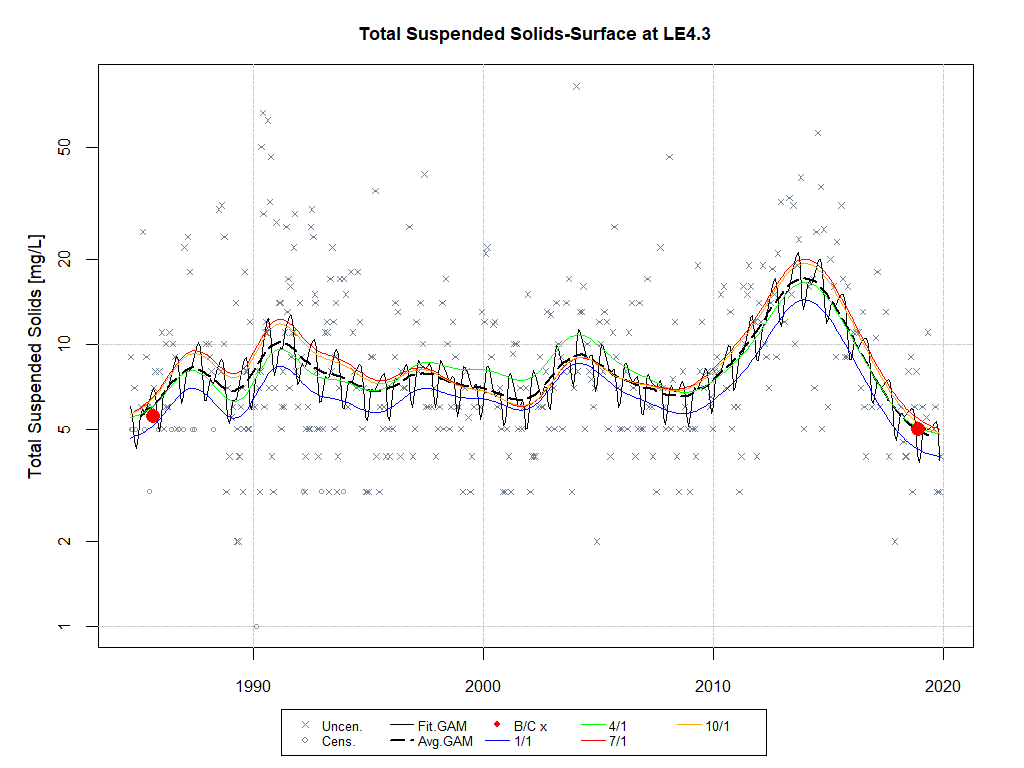 Total Suspended Solids-Surface at LE4.3
Total Suspended Solids [mg/L]
50
20
10
5
2
1
1990 2000 2010 2020
Uncen. Fit.GAM B/C x 4/1 10/1
Cens. Avg.GAM 1/1 7/1